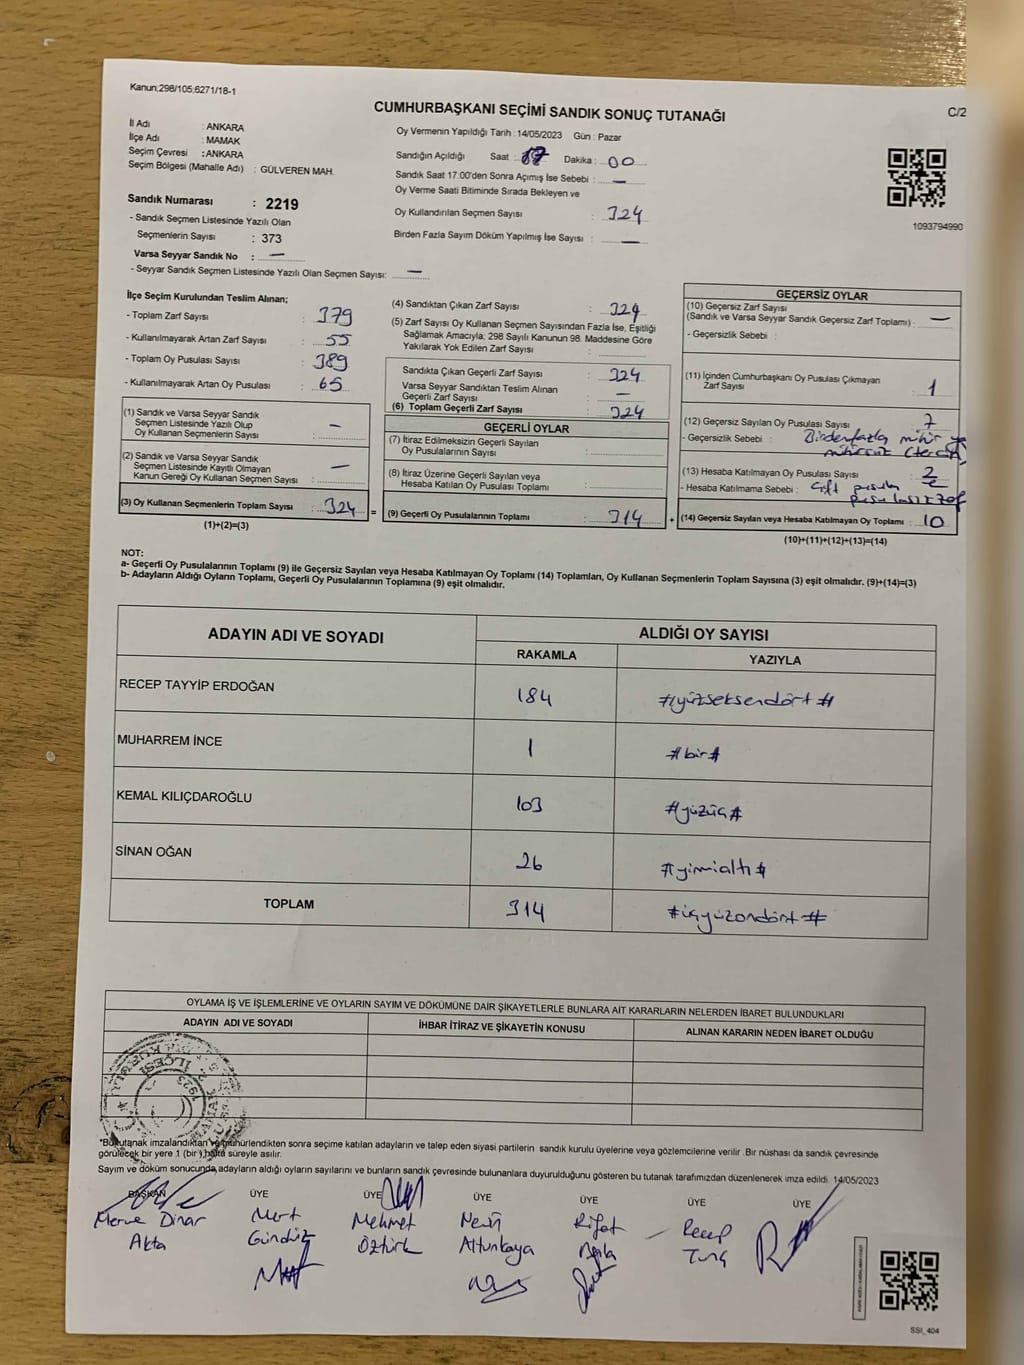 Kanun,298/105:6271/18-1
CUMHURBAŞKANI SEÇİMİ SANDIK SONUÇ TUTANAĞI
C/2
İl Adı : ANKARA
İlçe Adı : MAMAK
Seçim Çevresi : ANKARA
Seçim Bölgesi (Mahalle Adı) : GÜLVEREN MAH.
Sandık Numarası : 2219
- Sandık Seçmen Listesinde Yazılı Olan
Seçmenlerin Sayısı : 373
Varsa Seyyar Sandık No : —
- Seyyar Sandık Seçmen Listesinde Yazılı Olan Seçmen Sayısı: —
Oy Vermenin Yapıldığı Tarih : 14/05/2023 Gün : Pazar
Sandığın Açıldığı Saat : 17 Dakika : 00
Sandık Saat 17:00'den Sonra Açımış İse Sebebi : —
Oy Verme Saati Bitiminde Sırada Bekleyen ve
Oy Kullandırılan Seçmen Sayısı : 324
Birden Fazla Sayım Döküm Yapılmış İse Sayısı : —
1093794990
İlçe Seçim Kurulundan Teslim Alınan;
- Toplam Zarf Sayısı : 379
- Kullanılmayarak Artan Zarf Sayısı : 55
- Toplam Oy Pusulası Sayısı : 389
- Kullanılmayarak Artan Oy Pusulası : 65
(1) Sandık ve Varsa Seyyar Sandık
Seçmen Listesinde Yazılı Olup
Oy Kullanan Seçmenlerin Sayısı : —
(2) Sandık ve Varsa Seyyar Sandık
Seçmen Listesinde Kayıtlı Olmayan
Kanun Gereği Oy Kullanan Seçmen Sayısı : —
(3) Oy Kullanan Seçmenlerin Toplam Sayısı : 324 =
(1)+(2)=(3)
(4) Sandıktan Çıkan Zarf Sayısı : 324
(5) Zarf Sayısı Oy Kullanan Seçmen Sayısından Fazla İse, Eşitliği
Sağlamak Amacıyla; 298 Sayılı Kanunun 98. Maddesine Göre
Yakılarak Yok Edilen Zarf Sayısı :
Sandıkta Çıkan Geçerli Zarf Sayısı : 324
Varsa Seyyar Sandıktan Teslim Alınan
Geçerli Zarf Sayısı : —
(6) Toplam Geçerli Zarf Sayısı : 324
GEÇERLİ OYLAR
(7) İtiraz Edilmeksizin Geçerli Sayılan
Oy Pusulalarının Sayısı :
(8) İtiraz Üzerine Geçerli Sayılan veya
Hesaba Katılan Oy Pusulası Toplamı :
(9) Geçerli Oy Pusulalarının Toplamı : 314 +
GEÇERSİZ OYLAR
(10) Geçersiz Zarf Sayısı
(Sandık ve Varsa Seyyar Sandık Geçersiz Zarf Toplamı) : —
- Geçersizlik Sebebi :
(11) İçinden Cumhurbaşkanı Oy Pusulası Çıkmayan
Zarf Sayısı : 1
(12) Geçersiz Sayılan Oy Pusulası Sayısı : 7
- Geçersizlik Sebebi : Birden fazla mühür ya
mühürsüz
(13) Hesaba Katılmayan Oy Pusulası Sayısı : 2
- Hesaba Katılmama Sebebi : Çift pusula
(14) Geçersiz Sayılan veya Hesaba Katılmayan Oy Toplamı : 10
(10)+(11)+(12)+(13)=(14)
NOT:
a- Geçerli Oy Pusulalarının Toplamı (9) ile Geçersiz Sayılan veya Hesaba Katılmayan Oy Toplamı (14) Toplamları, Oy Kullanan Seçmenlerin Toplam Sayısına (3) eşit olmalıdır. (9)+(14)=(3)
b- Adayların Aldığı Oyların Toplamı, Geçerli Oy Pusulalarının Toplamına (9) eşit olmalıdır.
ADAYIN ADI VE SOYADI ALDIĞI OY SAYISI
RAKAMLA YAZIYLA
RECEP TAYYİP ERDOĞAN 184 #yüzseksendört#
MUHARREM İNCE 1 #bir#
KEMAL KILIÇDAROĞLU 103 #yüzüç#
SİNAN OĞAN 26 #yirmialtı#
TOPLAM 314 #üçyüzondört#
OYLAMA İŞ VE İŞLEMLERİNE VE OYLARIN SAYIM VE DÖKÜMÜNE DAİR ŞİKAYETLERLE BUNLARA AİT KARARLARIN NELERDEN İBARET BULUNDUKLARI
ADAYIN ADI VE SOYADI İHBAR İTİRAZ VE ŞİKAYETİN KONUSU ALINAN KARARIN NEDEN İBARET OLDUĞU
*Bu tutanak imzalandıktan ve mühürlendikten sonra seçime katılan adayların ve talep eden siyasi partilerin sandık kurulu üyelerine veya gözlemcilerine verilir. Bir nüshası da sandık çevresinde
görülecek bir yere 1 (bir) hafta süreyle asılır.
Sayım ve döküm sonucunda adayların aldığı oyların sayılarını ve bunların sandık çevresinde bulunanlara duyurulduğunu gösteren bu tutanak tarafımızdan düzenlenerek imza edildi. 14/05/2023
BAŞKAN ÜYE ÜYE ÜYE ÜYE ÜYE ÜYE
Merve Dinar Mert Mehmet Nevin Rifat Recep
Akta Gündüz Öztürk Altunkaya Tunç
SSI_404